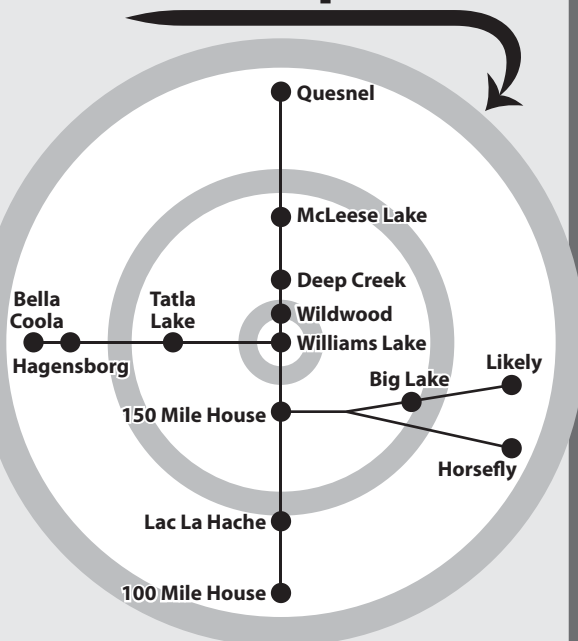 Quesnel
McLeese Lake
Deep Creek
Wildwood
Williams Lake
Bella
Coola
Hagensborg
Tatla
Lake
Likely
Big Lake
150 Mile House
Horsefly
Lac La Hache
100 Mile House